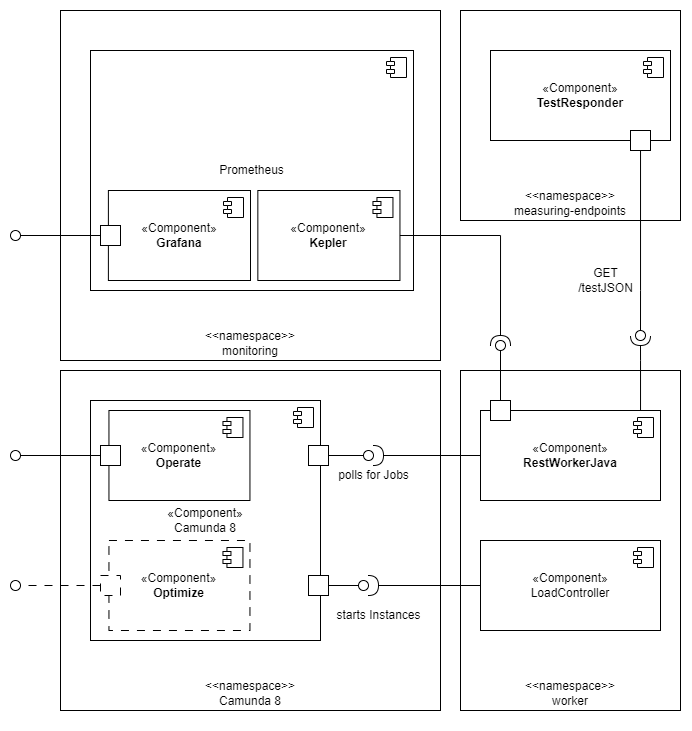 Prometheus
«Component»
Grafana
«Component»
Kepler
<<namespace>>
monitoring
«Component»
TestResponder
<<namespace>>
measuring-endpoints
GET
/testJSON
«Component»
Operate
«Component»
Camunda 8
«Component»
Optimize
<<namespace>>
Camunda 8
polls for Jobs
starts Instances
«Component»
RestWorkerJava
«Component»
LoadController
<<namespace>>
worker